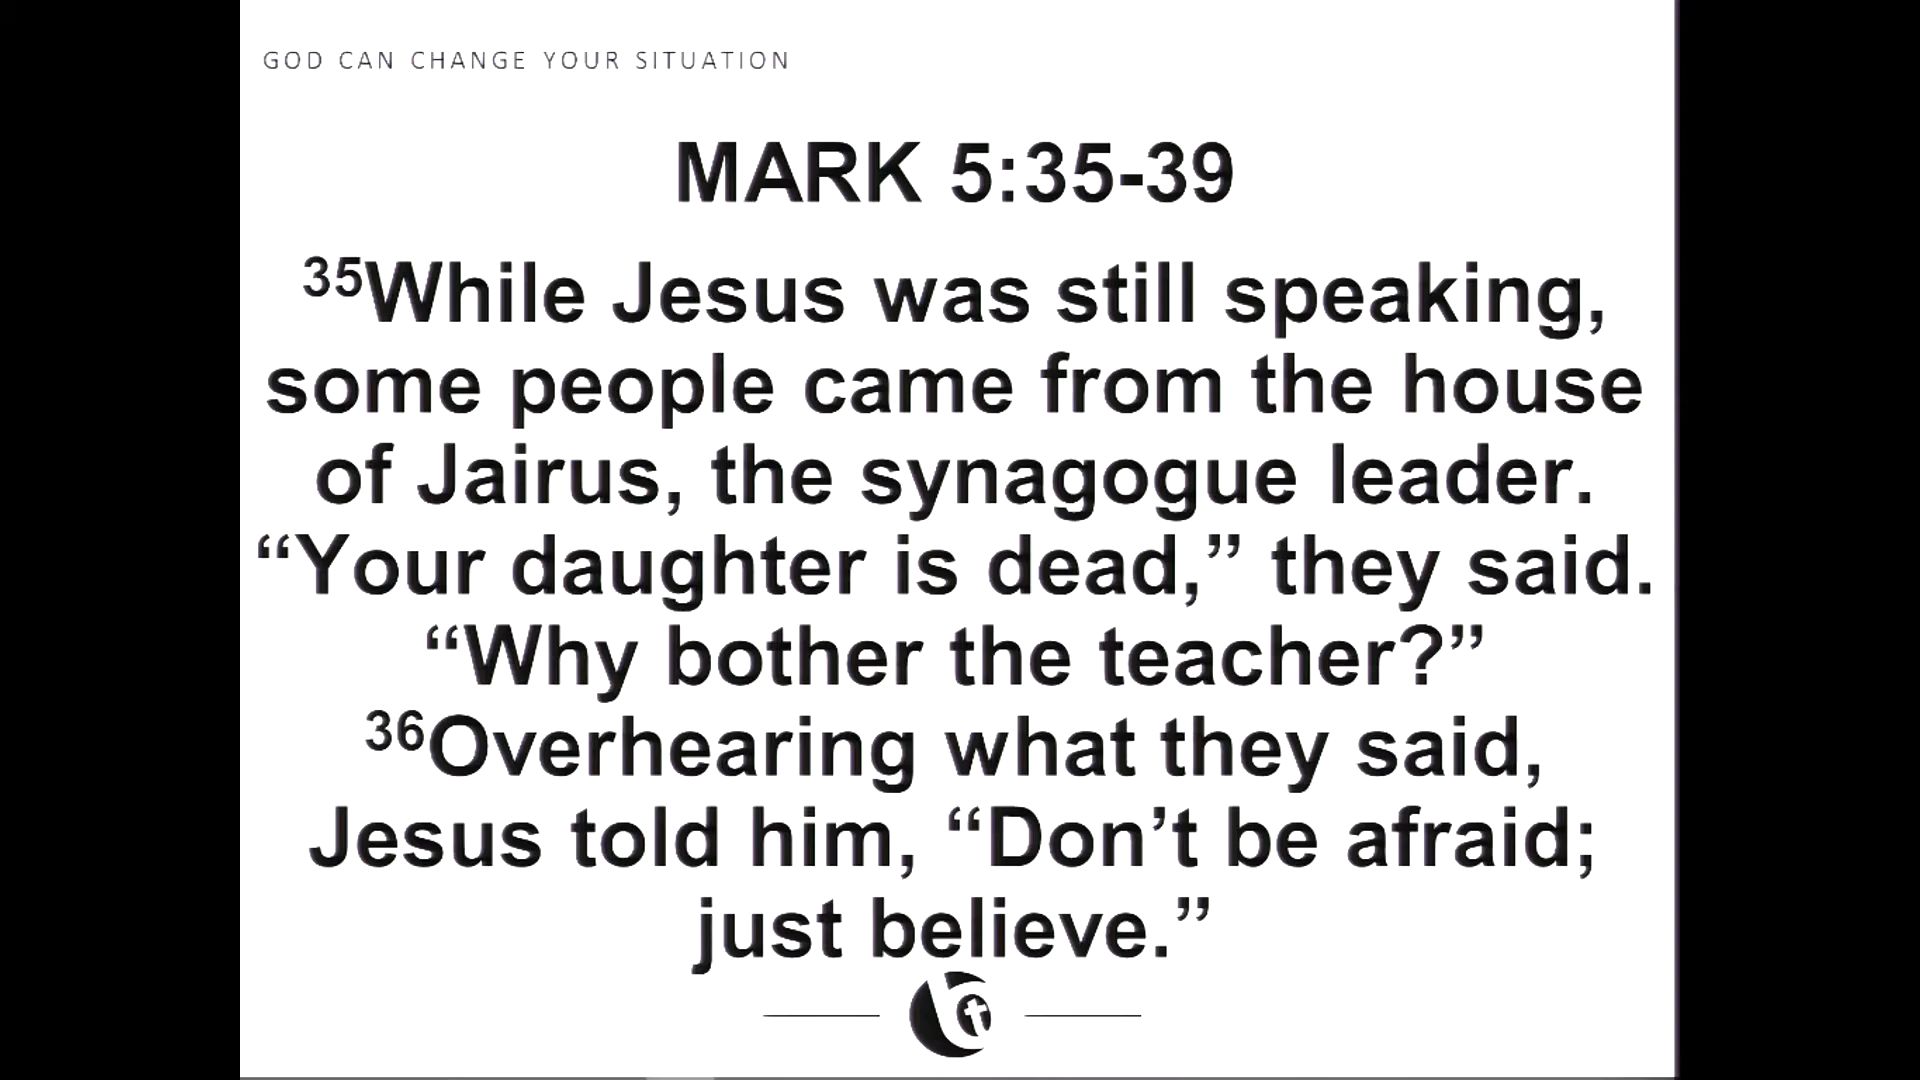 GOD CAN CHANGE YOUR SITUATION
MARK 5:35-39
35While Jesus was still speaking,
some people came from the house
of Jairus, the synagogue leader.
“Your daughter is dead,” they said.
“Why bother the teacher?”
36Overhearing what they said,
Jesus told him, “Don’t be afraid;
just believe.”